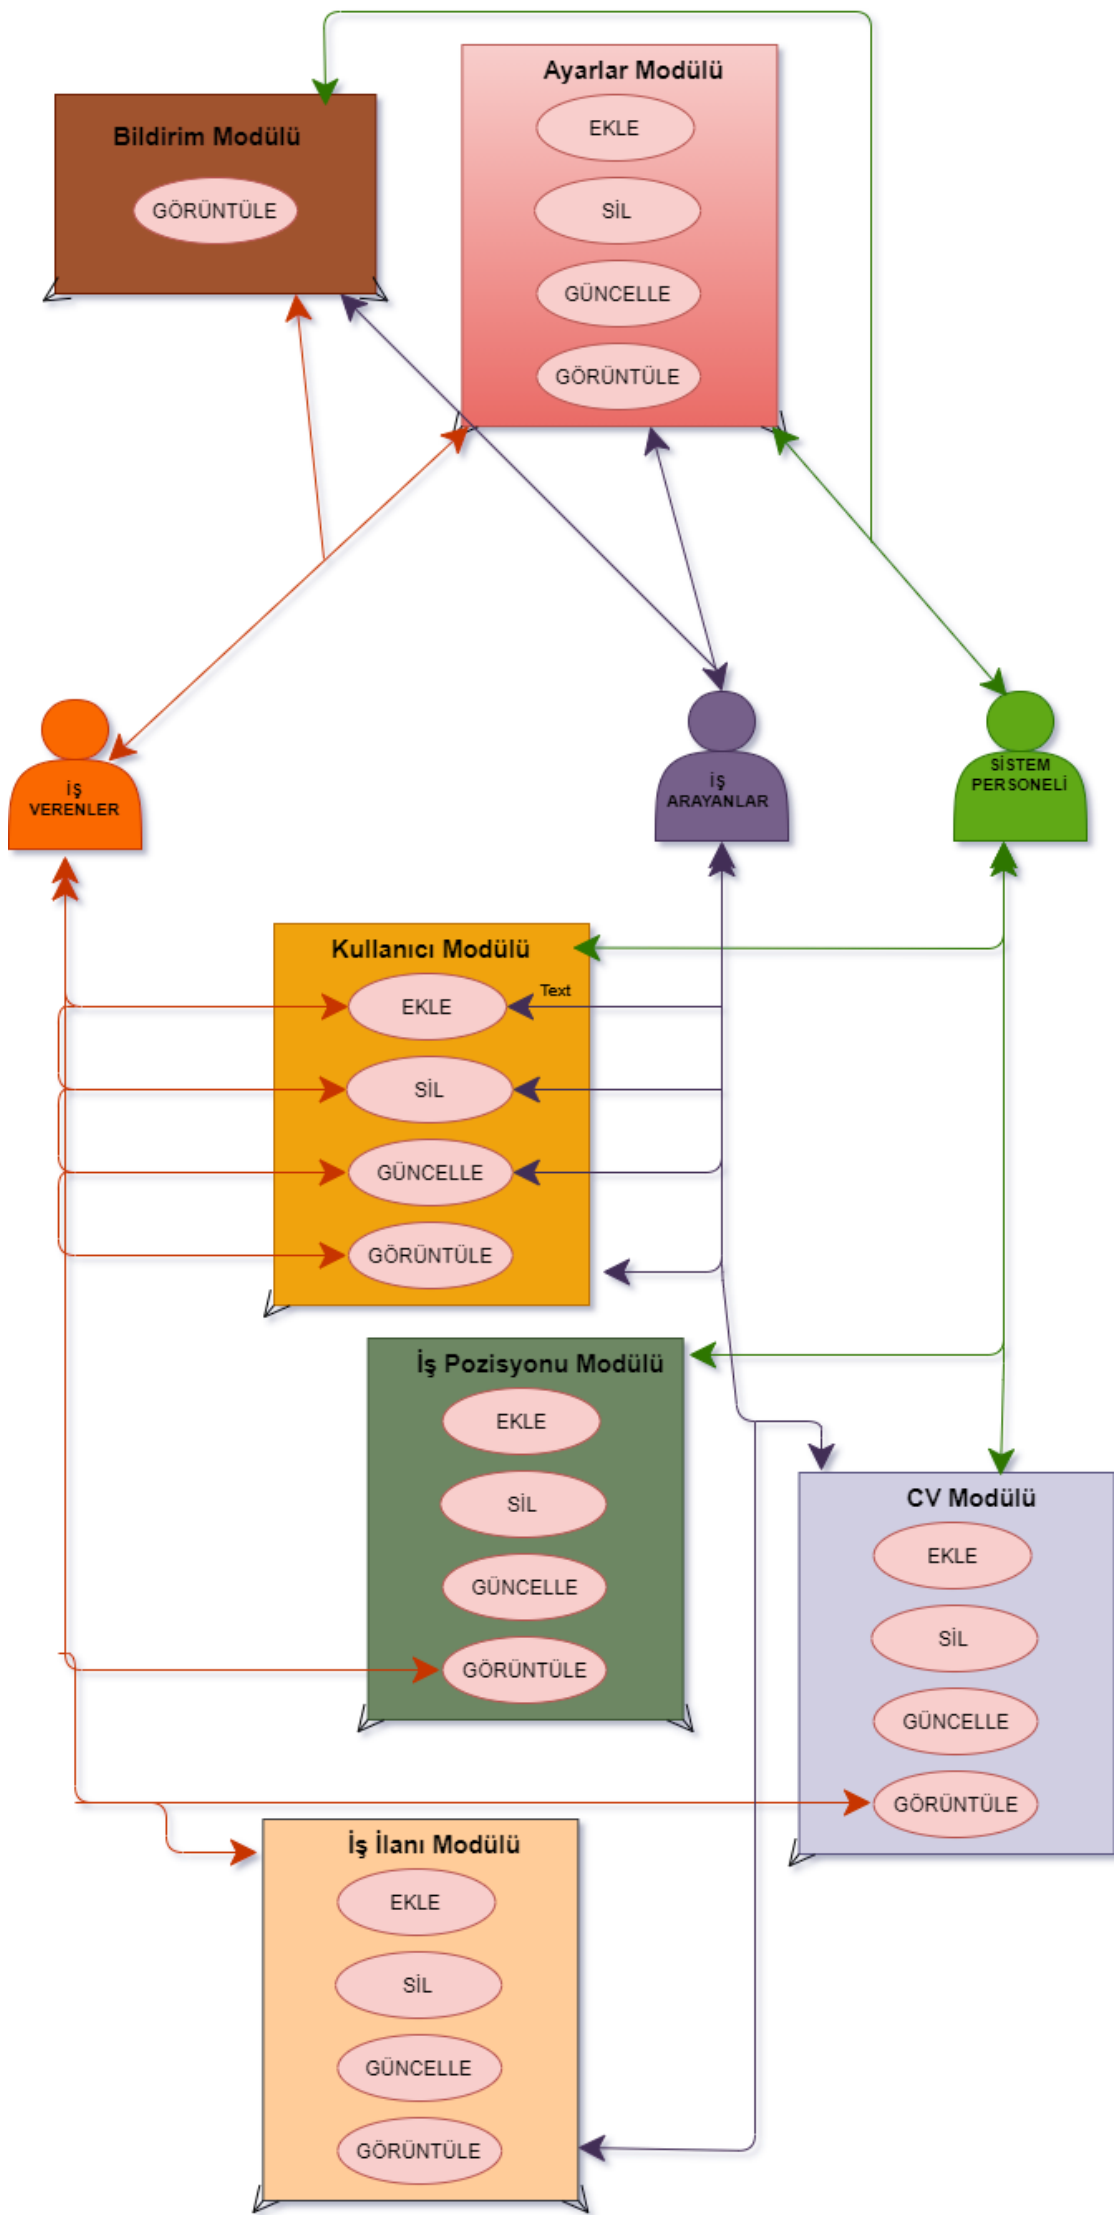 Ayarlar Modülü
EKLE
SİL
GÜNCELLE
GÖRÜNTÜLE
Bildirim Modülü
GÖRÜNTÜLE
İŞ
VERENLER
İŞ
ARAYANLAR
SİSTEM
PERSONELİ
Kullanıcı Modülü
EKLE
Text
SİL
GÜNCELLE
GÖRÜNTÜLE
İş Pozisyonu Modülü
EKLE
SİL
GÜNCELLE
GÖRÜNTÜLE
CV Modülü
EKLE
SİL
GÜNCELLE
GÖRÜNTÜLE
İş İlanı Modülü
EKLE
SİL
GÜNCELLE
GÖRÜNTÜLE